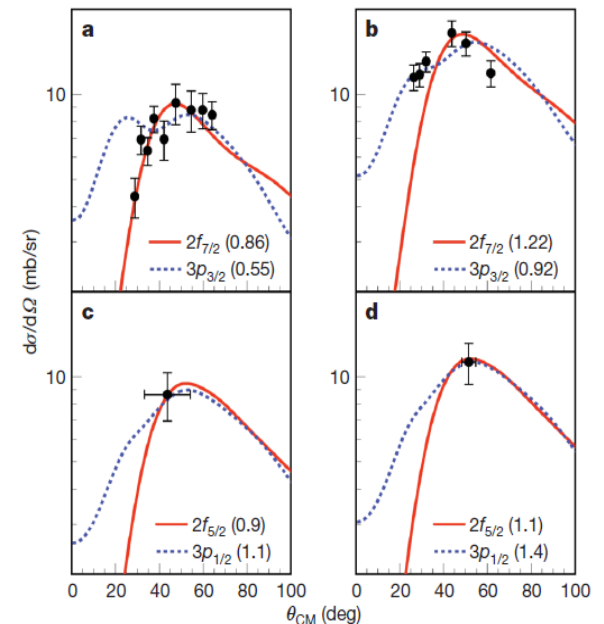 a
b
10
10
2f7/2 (0.86)
3p3/2 (0.55)
2f7/2 (1.22)
3p3/2 (0.92)
dσ/dΩ (mb/sr)
c
d
10
10
2f5/2 (0.9)
3p1/2 (1.1)
2f5/2 (1.1)
3p1/2 (1.4)
0 20 40 60 80 100
0 20 40 60 80 100
θCM (deg)